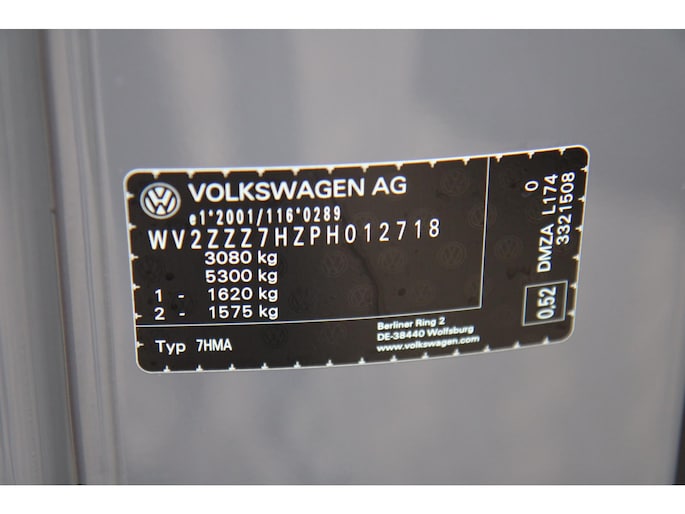 VOLKSWAGEN AG
e1*2001/116*0289
WV2ZZZ7HZPH012718
3080 kg
5300 kg
1 - 1620 kg
2 - 1575 kg
Typ 7HMA
Berliner Ring 2
DE-38440 Wolfsburg
www.volkswagen.com
0
DMZA L174
3321508
0,52